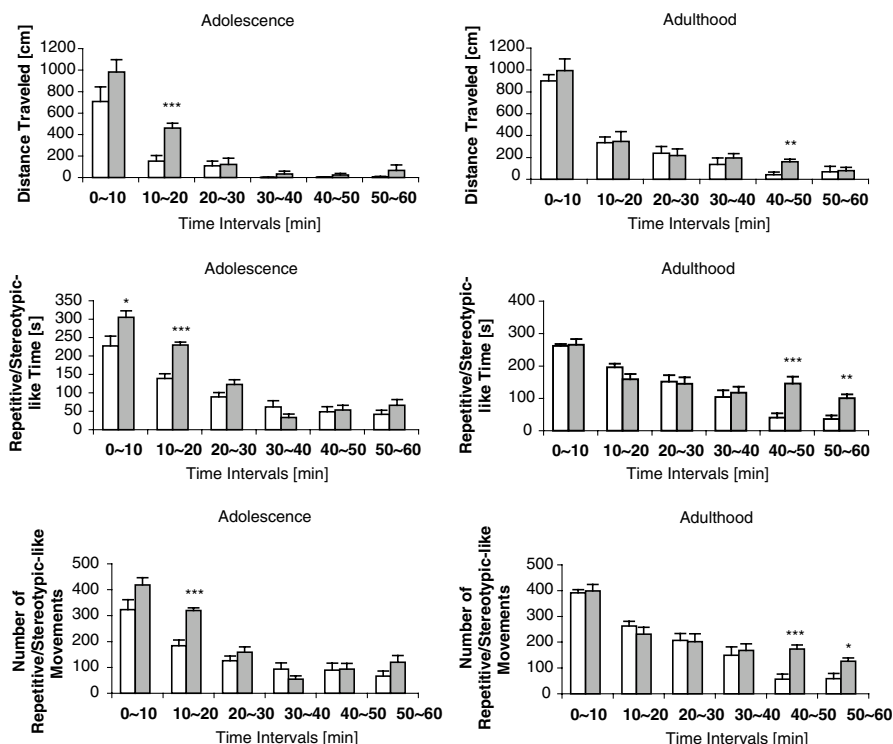 Adolescence
Distance Traveled [cm]
1200
1000
800
600
400
200
0
***
0~10 10~20 20~30 30~40 40~50 50~60
Time Intervals [min]
Adulthood
Distance Traveled [cm]
1200
1000
800
600
400
200
0
**
0~10 10~20 20~30 30~40 40~50 50~60
Time Intervals [min]
Adolescence
Repetitive/Stereotypic-
like Time [s]
350
300
250
200
150
100
50
0
*
***
0~10 10~20 20~30 30~40 40~50 50~60
Time Intervals [min]
Adulthood
Repetitive/Stereotypic-
like Time [s]
400
300
200
100
0
***
**
0~10 10~20 20~30 30~40 40~50 50~60
Time Intervals [min]
Adolescence
Number of
Repetitive/Stereotypic-like
Movements
500
400
300
200
100
0
***
0~10 10~20 20~30 30~40 40~50 50~60
Time Intervals [min]
Adulthood
Number of
Repetitive/Stereotypic-like
Movements
500
400
300
200
100
0
***
*
0~10 10~20 20~30 30~40 40~50 50~60
Time Intervals [min]